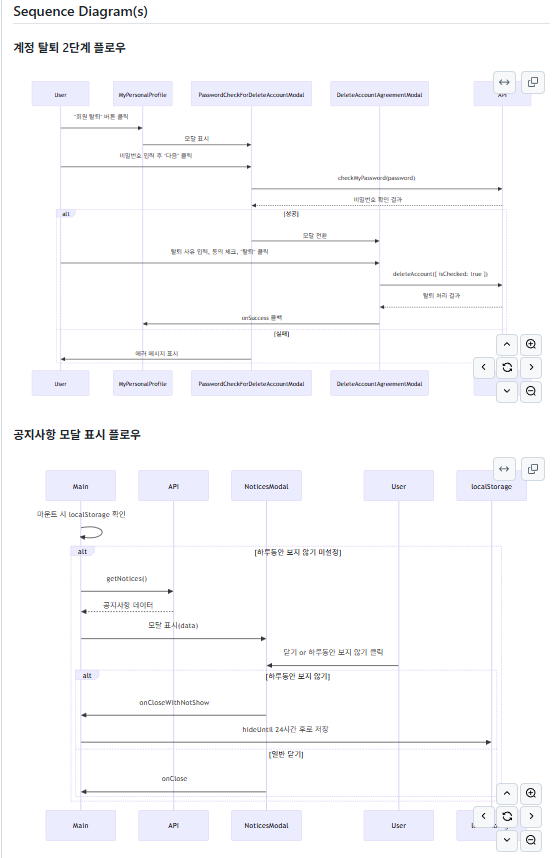 Sequence Diagram(s)
계정 탈퇴 2단계 플로우
User MyPersonalProfile PasswordCheckForDeleteAccountModal DeleteAccountAgreementModal API
"회원 탈퇴" 버튼 클릭
모달 표시
비밀번호 입력 후 "다음" 클릭
checkMyPassword(password)
비밀번호 확인 결과
alt [성공]
모달 전환
탈퇴 사유 입력, 동의 체크, "탈퇴" 클릭
deleteAccount({ isChecked: true })
탈퇴 처리 결과
onSuccess 콜백
[실패]
에러 메시지 표시
User MyPersonalProfile PasswordCheckForDeleteAccountModal DeleteAccountAgreementModal
공지사항 모달 표시 플로우
Main API NoticesModal User localStorage
마운트 시 localStorage 확인
alt [하루동안 보지 않기 미설정]
getNotices()
공지사항 데이터
모달 표시(data)
닫기 or 하루동안 보지 않기 클릭
alt [하루동안 보지 않기]
onCloseWithNotShow
hideUntil 24시간 후로 저장
[일반 닫기]
onClose
Main API NoticesModal User